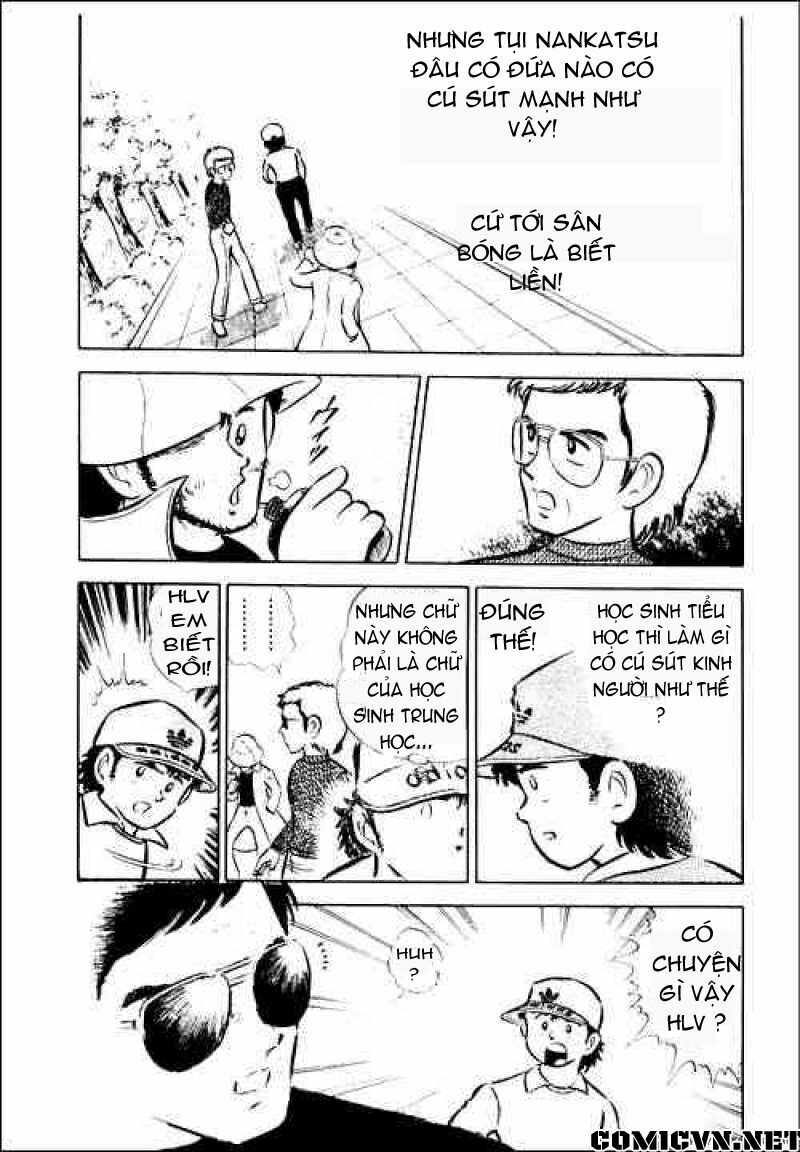 NHƯNG TỤI NANKATSU
ĐÂU CÓ ĐỨA NÀO CÓ
CÚ SÚT MẠNH NHƯ
VẬY!
CỨ TỚI SÂN
BÓNG LÀ BIẾT
LIỀN!
HỌC SINH TIỂU
HỌC THÌ LÀM GÌ
CÓ CÚ SÚT KINH
NGƯỜI NHƯ THẾ
?
ĐÚNG
THẾ!
NHƯNG CHỮ
NÀY KHÔNG
PHẢI LÀ CHỮ
CỦA HỌC
SINH TRUNG
HỌC...
HLV
EM
BIẾT
RỒI!
CÓ
CHUYỆN
GÌ VẬY
HLV ?
HUH
?
COMICVN.NET